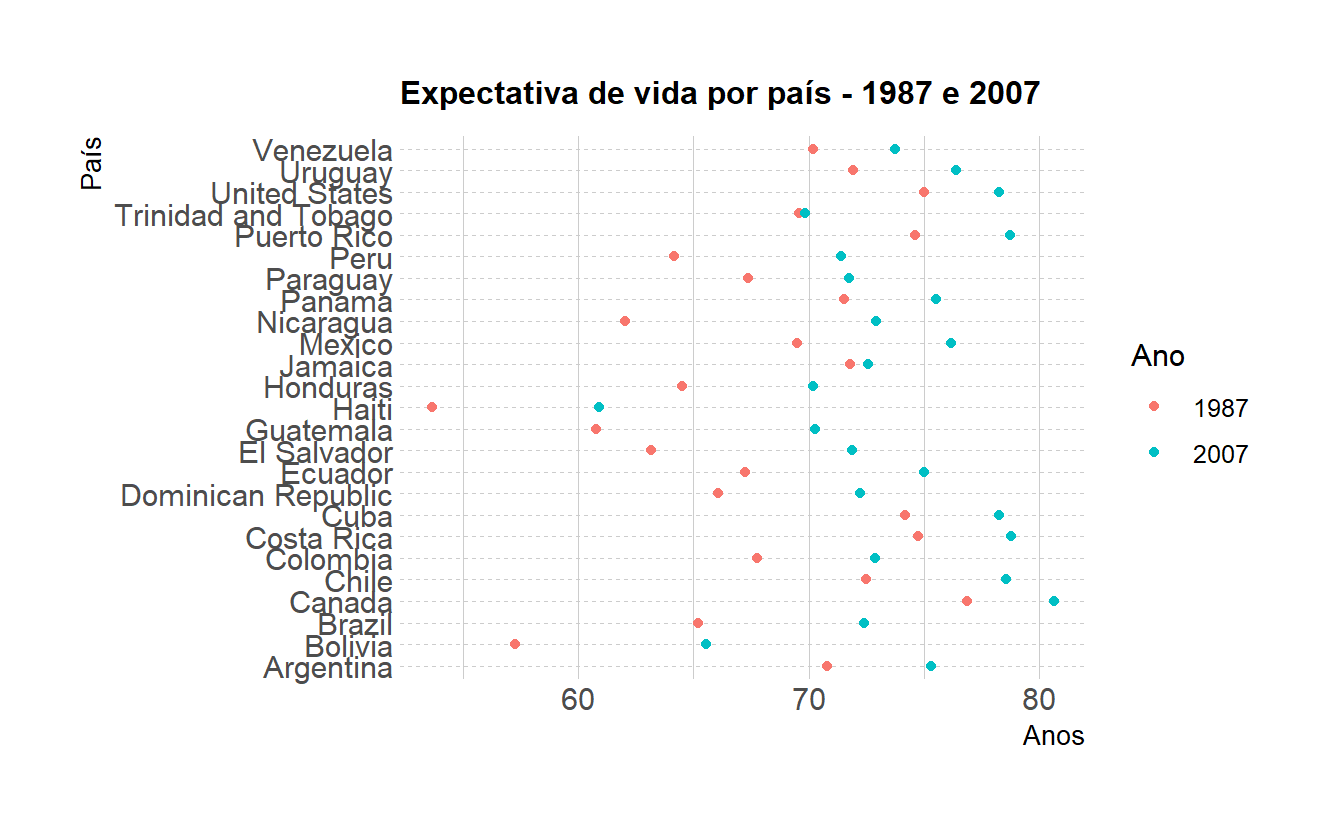 Expectativa de vida por país - 1987 e 2007
País
Venezuela
Uruguay
United States
Trinidad and Tobago
Puerto Rico
Peru
Paraguay
Panama
Nicaragua
Mexico
Jamaica
Honduras
Haiti
Guatemala
El Salvador
Ecuador
Dominican Republic
Cuba
Costa Rica
Colombia
Chile
Canada
Brazil
Bolivia
Argentina
60 70 80
Anos
Ano
1987
2007